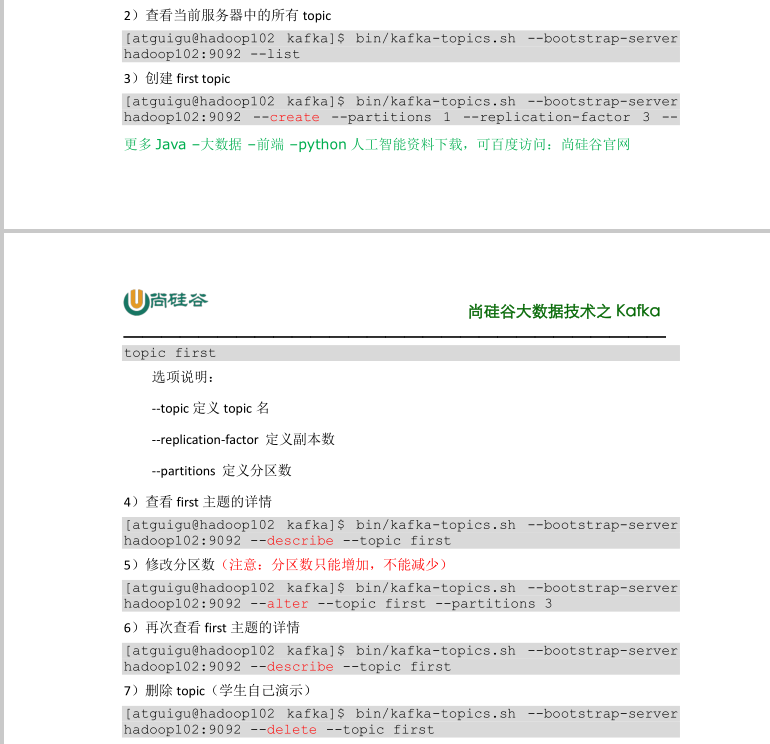 2）查看当前服务器中的所有 topic
[atguigu@hadoop102 kafka]$ bin/kafka-topics.sh --bootstrap-server
hadoop102:9092 --list
3）创建 first topic
[atguigu@hadoop102 kafka]$ bin/kafka-topics.sh --bootstrap-server
hadoop102:9092 --create --partitions 1 --replication-factor 3 --
更多 Java –大数据 –前端 –python 人工智能资料下载，可百度访问：尚硅谷官网
尚硅谷
尚硅谷大数据技术之 Kafka
topic first
选项说明：
--topic 定义 topic 名
--replication-factor 定义副本数
--partitions 定义分区数
4）查看 first 主题的详情
[atguigu@hadoop102 kafka]$ bin/kafka-topics.sh --bootstrap-server
hadoop102:9092 --describe --topic first
5）修改分区数（注意：分区数只能增加，不能减少）
[atguigu@hadoop102 kafka]$ bin/kafka-topics.sh --bootstrap-server
hadoop102:9092 --alter --topic first --partitions 3
6）再次查看 first 主题的详情
[atguigu@hadoop102 kafka]$ bin/kafka-topics.sh --bootstrap-server
hadoop102:9092 --describe --topic first
7）删除 topic（学生自己演示）
[atguigu@hadoop102 kafka]$ bin/kafka-topics.sh --bootstrap-server
hadoop102:9092 --delete --topic first